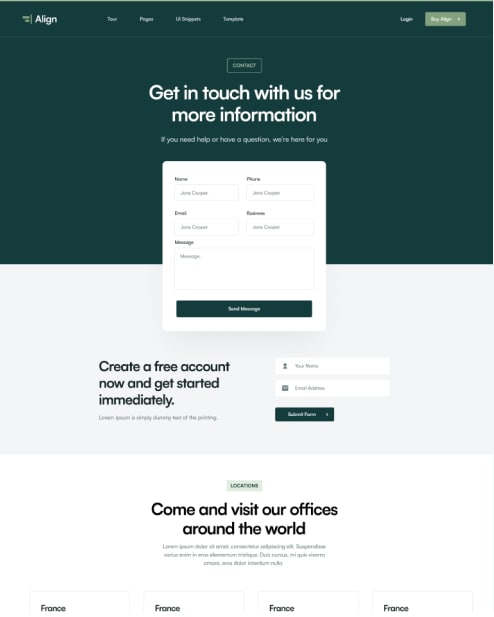 Align
Tour
Pages
UI Snippets
Template
Login
Buy Align
CONTACT
Get in touch with us for
more information
If you need help or have a question, we're here for you
Name
Phone
Jane Cooper
Jane Cooper
Email
Business
Jane Cooper
Jane Cooper
Message
Message..
Send Message
Create a free account
now and get started
immediately.
Lorem Ipsum is simply dummy text of the printing.
Your Name
Email Address
Submit Form
LOCATIONS
Come and visit our offices
around the world
Lorem ipsum dolor sit amet, consectetur adipiscing elit. Suspendisse
varius enim in eros elementum tristique. Duis cursus, mi quis viverra
ornare, eros dolor interdum nulla
France
France
France
France